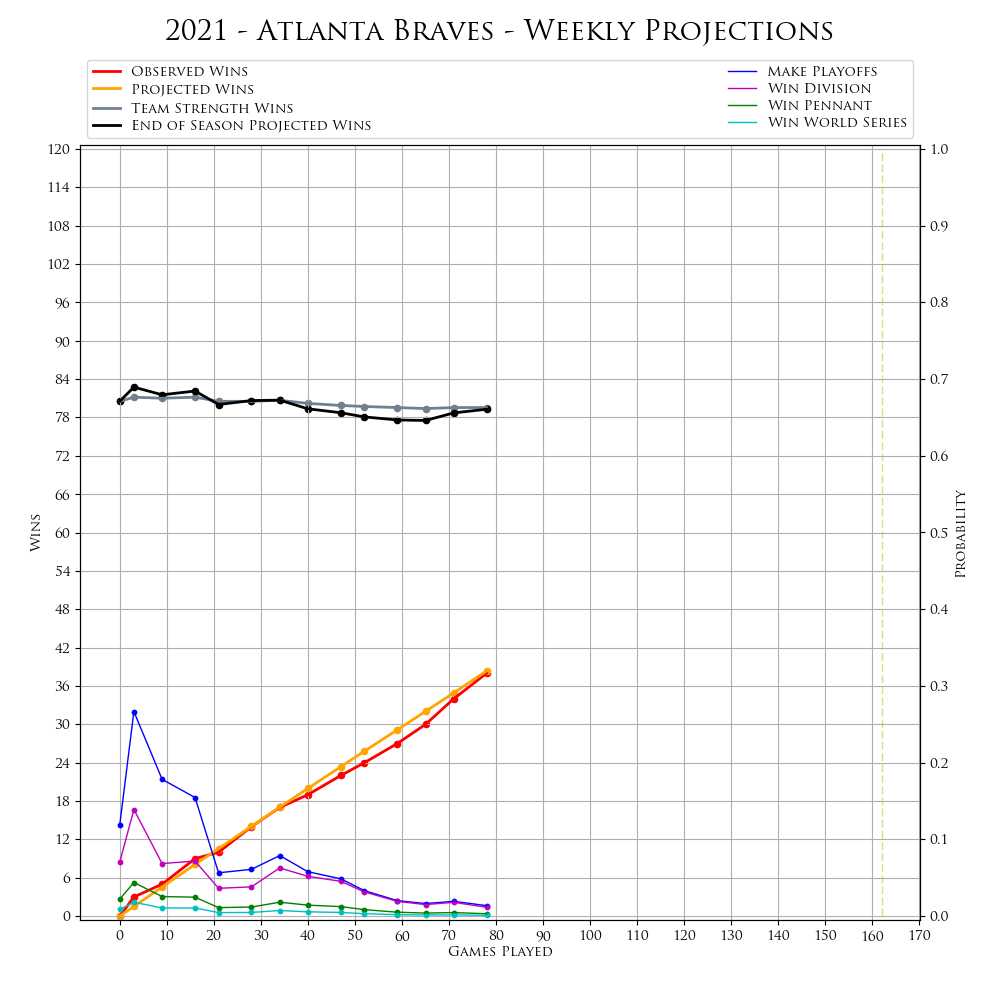 2021 - Atlanta Braves - Weekly Projections
Observed Wins
Projected Wins
Team Strength Wins
End of Season Projected Wins
Make Playoffs
Win Division
Win Pennant
Win World Series
120
114
108
102
96
90
84
78
72
66
60
54
48
42
36
30
24
18
12
6
0
Wins
1.0
0.9
0.8
0.7
0.6
0.5
0.4
0.3
0.2
0.1
0.0
Probability
0 10 20 30 40 50 60 70 80 90 100 110 120 130 140 150 160 170
Games Played